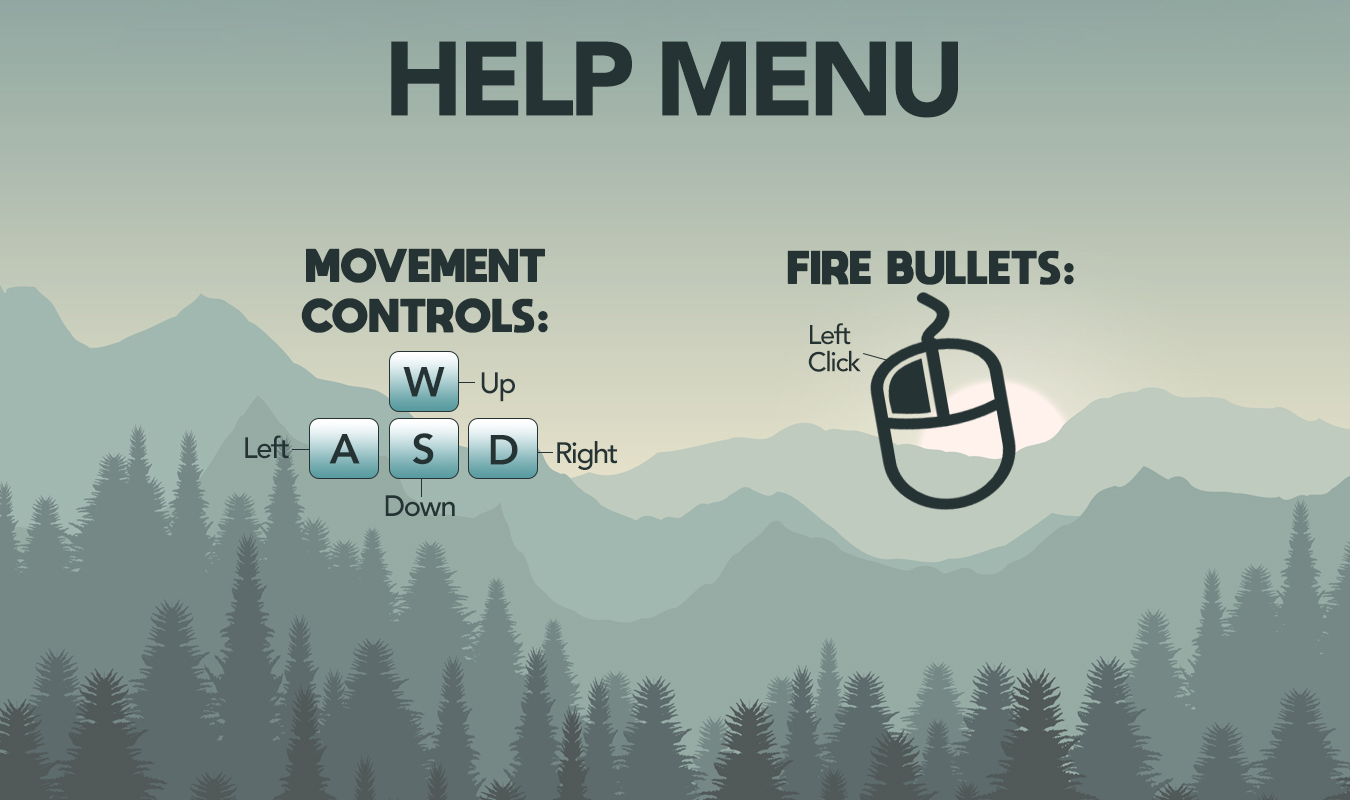 HELP MENU
MOVEMENT
CONTROLS:
W
Up
Left
A
S
D
Right
Down
FIRE BULLETS:
Left
Click